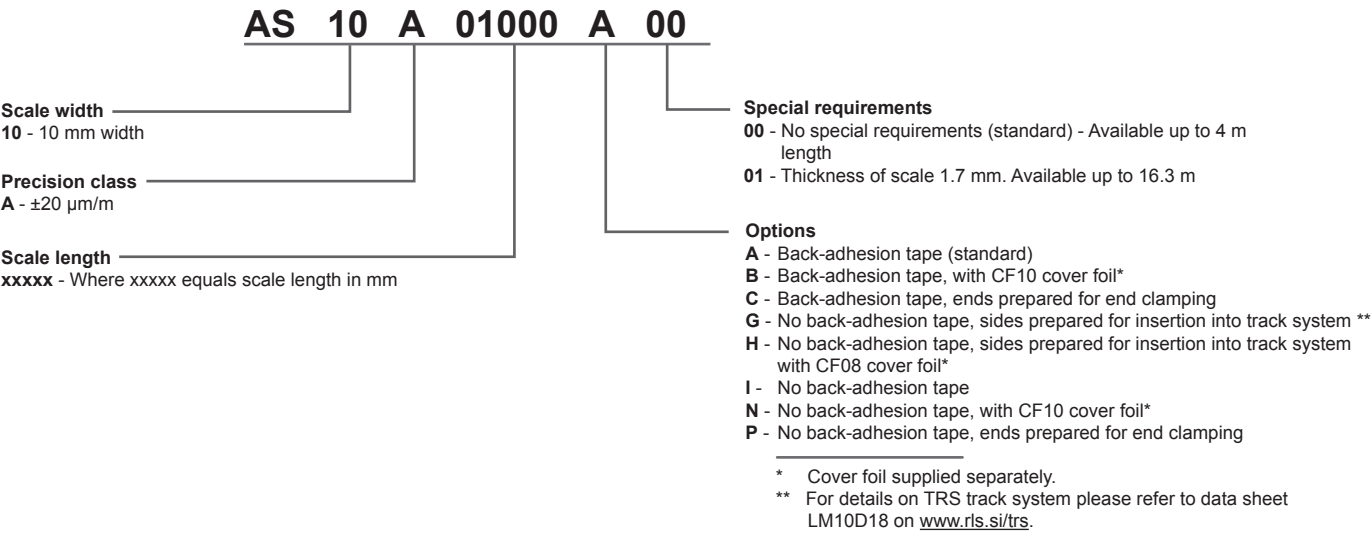 AS 10 A 01000 A 00
Scale width
10 - 10 mm width
Precision class
A - ±20 µm/m
Scale length
xxxxx - Where xxxxx equals scale length in mm
Special requirements
00 - No special requirements (standard) - Available up to 4 m
length
01 - Thickness of scale 1.7 mm. Available up to 16.3 m
Options
A - Back-adhesion tape (standard)
B - Back-adhesion tape, with CF10 cover foil*
C - Back-adhesion tape, ends prepared for end clamping
G - No back-adhesion tape, sides prepared for insertion into track system **
H - No back-adhesion tape, sides prepared for insertion into track system
with CF08 cover foil*
I - No back-adhesion tape
N - No back-adhesion tape, with CF10 cover foil*
P - No back-adhesion tape, ends prepared for end clamping
* Cover foil supplied separately.
** For details on TRS track system please refer to data sheet
LM10D18 on www.rls.si/trs.